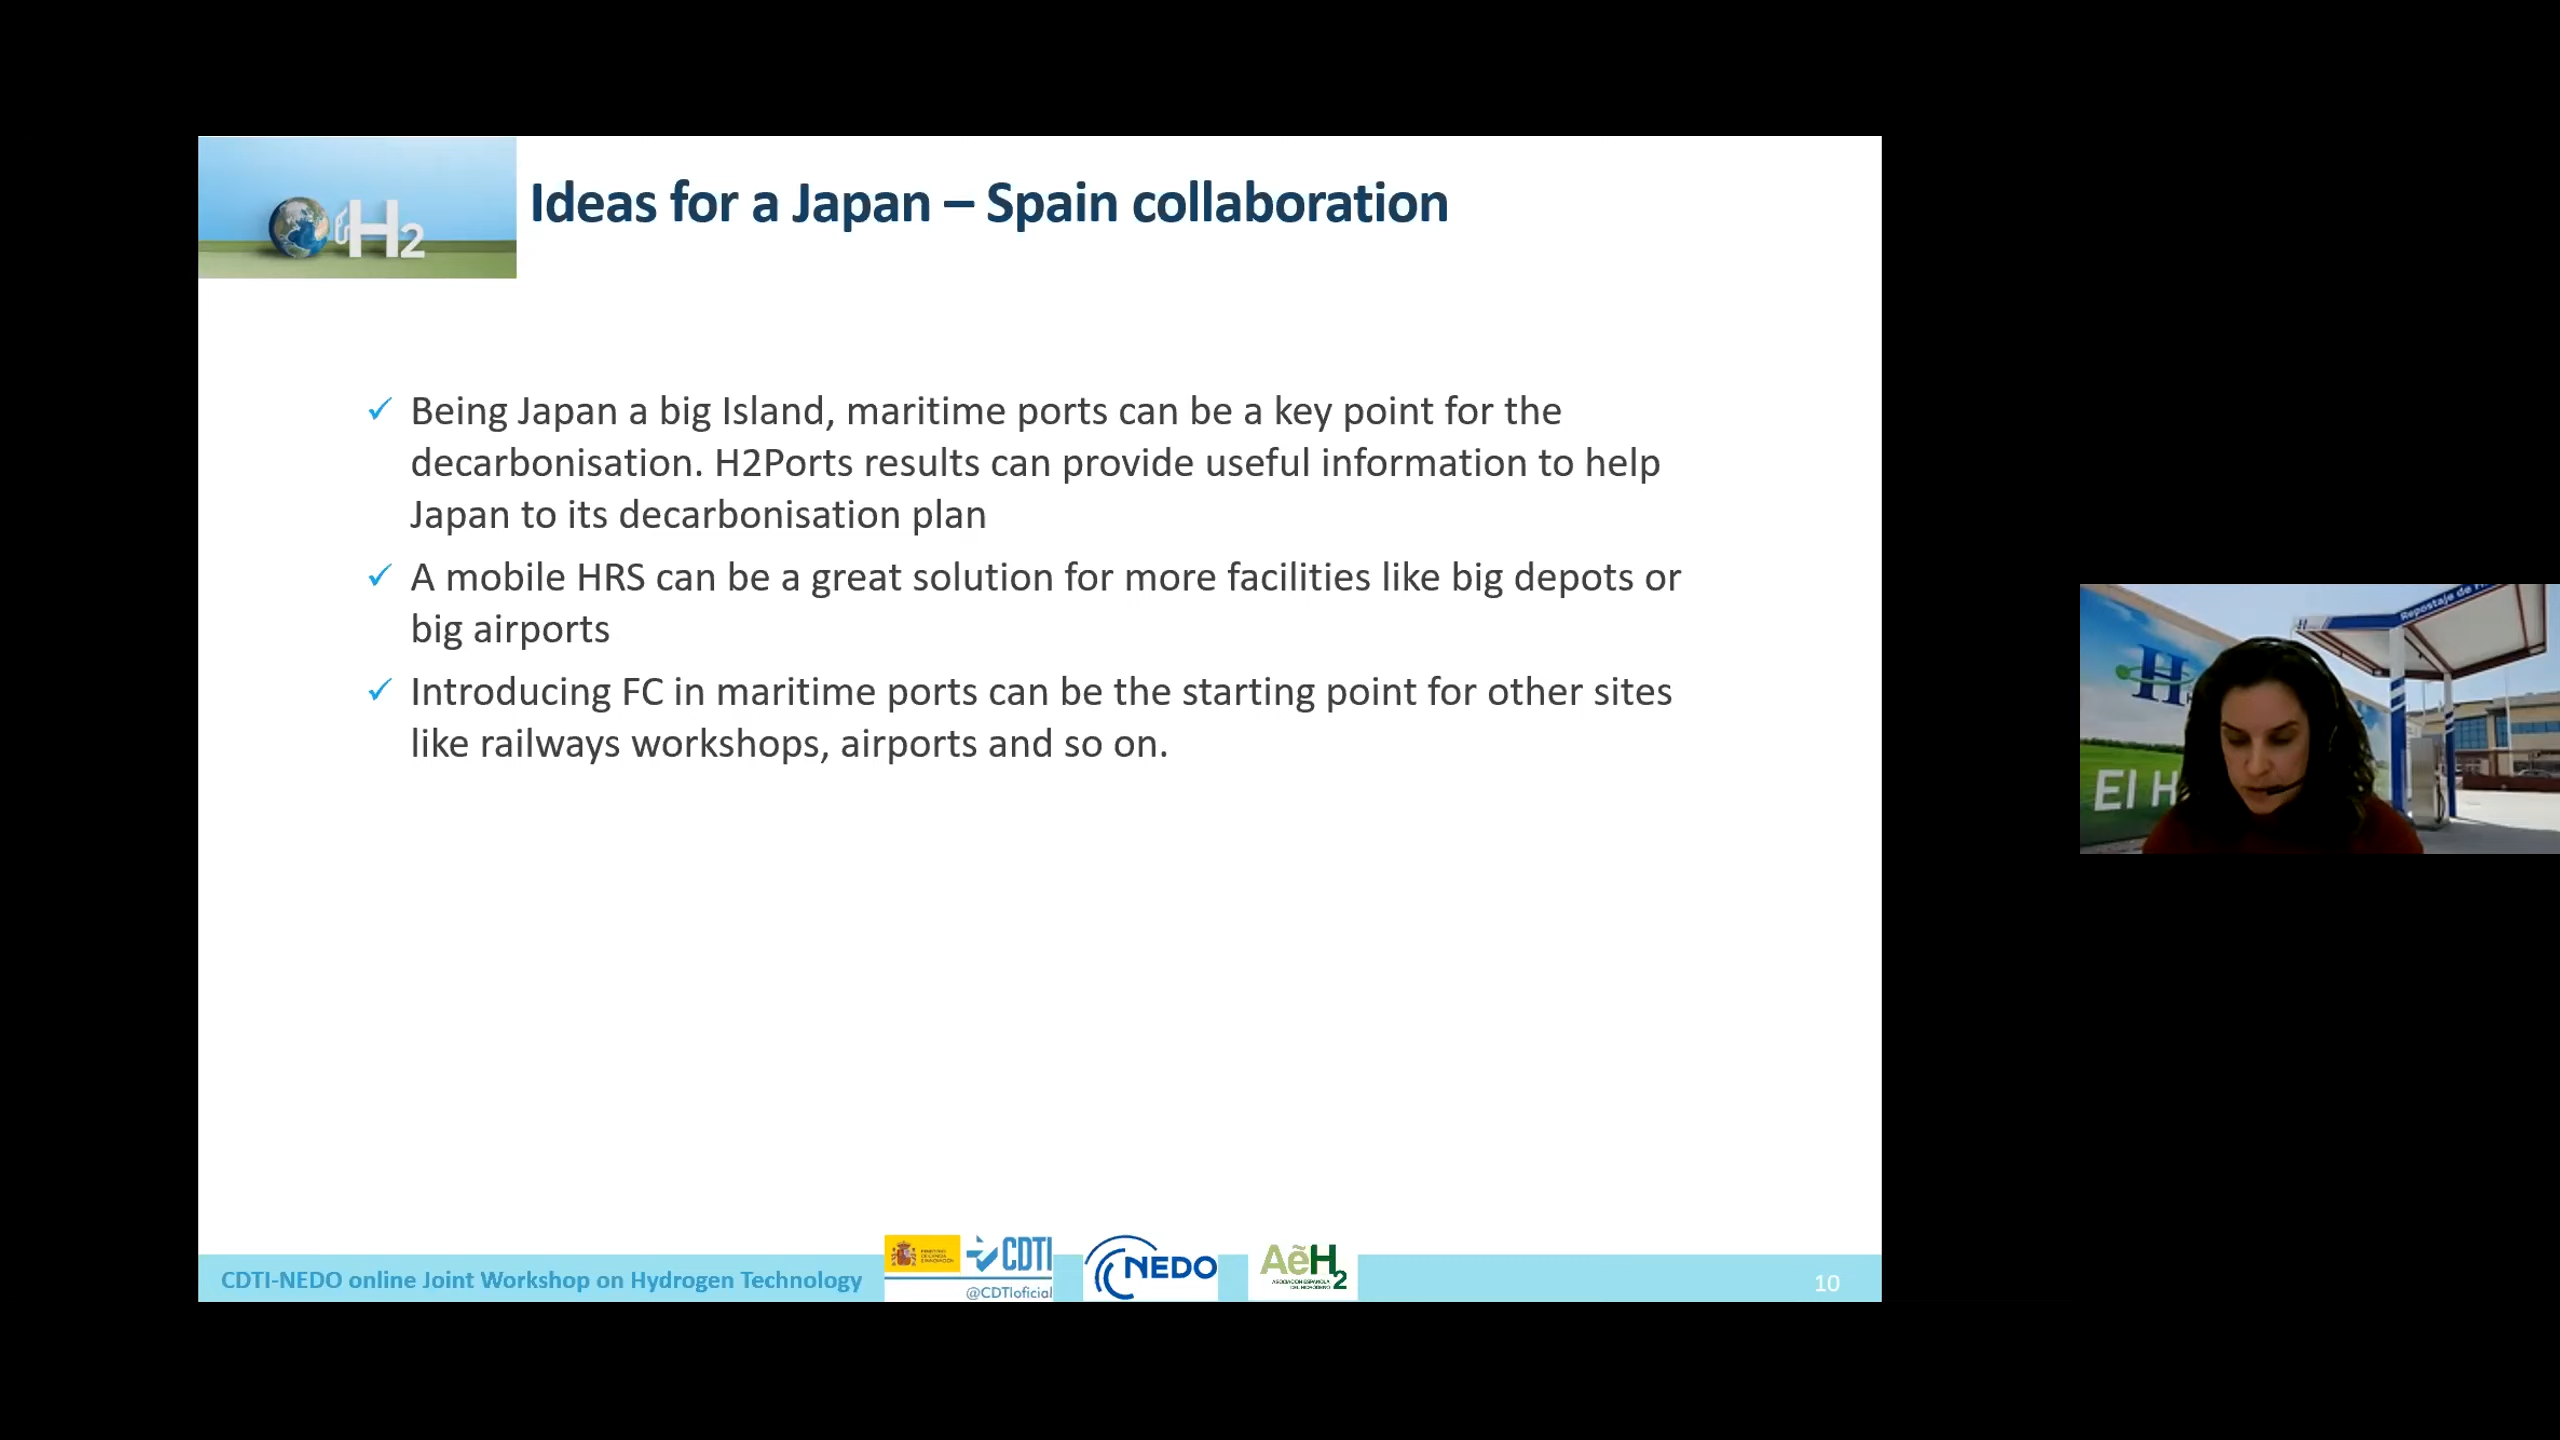 H2
Ideas for a Japan – Spain collaboration
✓ Being Japan a big Island, maritime ports can be a key point for the
decarbonisation. H2Ports results can provide useful information to help
Japan to its decarbonisation plan
✓ A mobile HRS can be a great solution for more facilities like big depots or
big airports
✓ Introducing FC in maritime ports can be the starting point for other sites
like railways workshops, airports and so on.
Repostaje de
H
El H
CDTI-NEDO online Joint Workshop on Hydrogen Technology
CDTI
@CDTIoficial
NEDO
AeH2
10